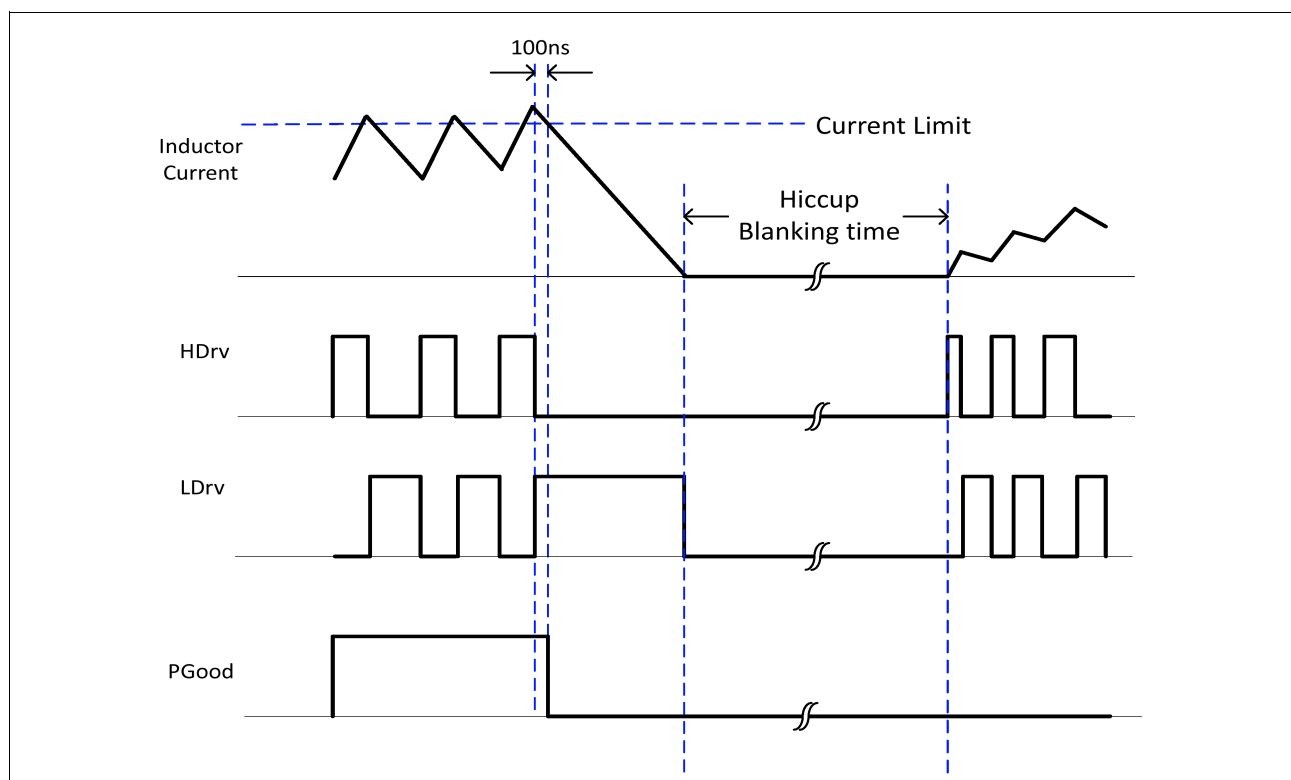 100ns
Current Limit
Inductor
Current
Hiccup
Blanking time
HDrv
LDrv
PGood